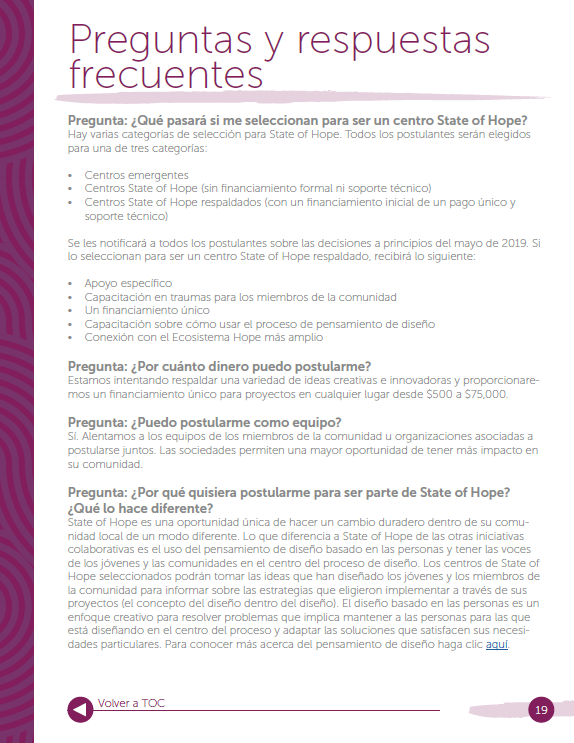 Preguntas y respuestas
frecuentes
Pregunta: ¿Qué pasará si me seleccionan para ser un centro State of Hope?
Hay varias categorías de selección para State of Hope. Todos los postulantes serán elegidos
para una de tres categorías:
• Centros emergentes
• Centros State of Hope (sin financiamiento formal ni soporte técnico)
• Centros State of Hope respaldados (con un financiamiento inicial de un pago único y
soporte técnico)
Se les notificará a todos los postulantes sobre las decisiones a principios del mayo de 2019. Si
lo seleccionan para ser un centro State of Hope respaldado, recibirá lo siguiente:
• Apoyo específico
• Capacitación en traumas para los miembros de la comunidad
• Un financiamiento único
• Capacitación sobre cómo usar el proceso de pensamiento de diseño
• Conexión con el Ecosistema Hope más amplio
Pregunta: ¿Por cuánto dinero puedo postularme?
Estamos intentando respaldar una variedad de ideas creativas e innovadoras y proporcionare-
mos un financiamiento único para proyectos en cualquier lugar desde $500 a $75,000.
Pregunta: ¿Puedo postularme como equipo?
Sí. Alentamos a los equipos de los miembros de la comunidad u organizaciones asociadas a
postularse juntos. Las sociedades permiten una mayor oportunidad de tener más impacto en
su comunidad.
Pregunta: ¿Por qué quisiera postularme para ser parte de State of Hope?
¿Qué lo hace diferente?
State of Hope es una oportunidad única de hacer un cambio duradero dentro de su comu-
nidad local de un modo diferente. Lo que diferencia a State of Hope de las otras iniciativas
colaborativas es el uso del pensamiento de diseño basado en las personas y tener las voces
de los jóvenes y las comunidades en el centro del proceso de diseño. Los centros de State of
Hope seleccionados podrán tomar las ideas que han diseñado los jóvenes y los miembros de
la comunidad para informar sobre las estrategias que eligieron implementar a través de sus
proyectos (el concepto del diseño dentro del diseño). El diseño basado en las personas es un
enfoque creativo para resolver problemas que implica mantener a las personas para las que
está diseñando en el centro del proceso y adaptar las soluciones que satisfacen sus necesi-
dades particulares. Para conocer más acerca del pensamiento de diseño haga clic aquí.
Volver a TOC
19